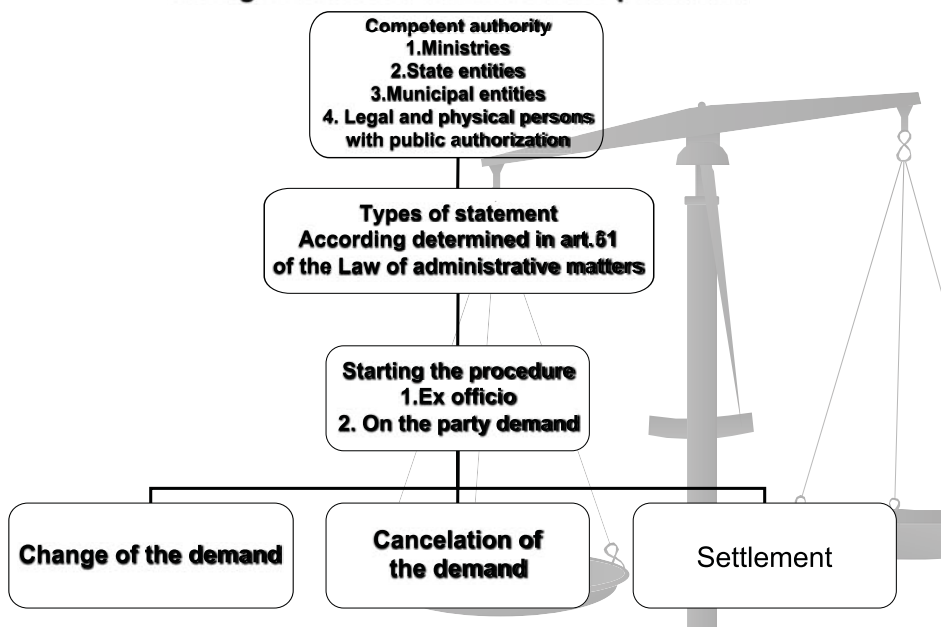 Competent authority
1.Ministries
2.State entities
3.Municipal entities
4. Legal and physical persons
with public authorization
Types of statement
According determined in art.61
of the Law of administrative matters
Starting the procedure
1.Ex officio
2. On the party demand
Change of the demand
Cancelation of
the demand
Settlement